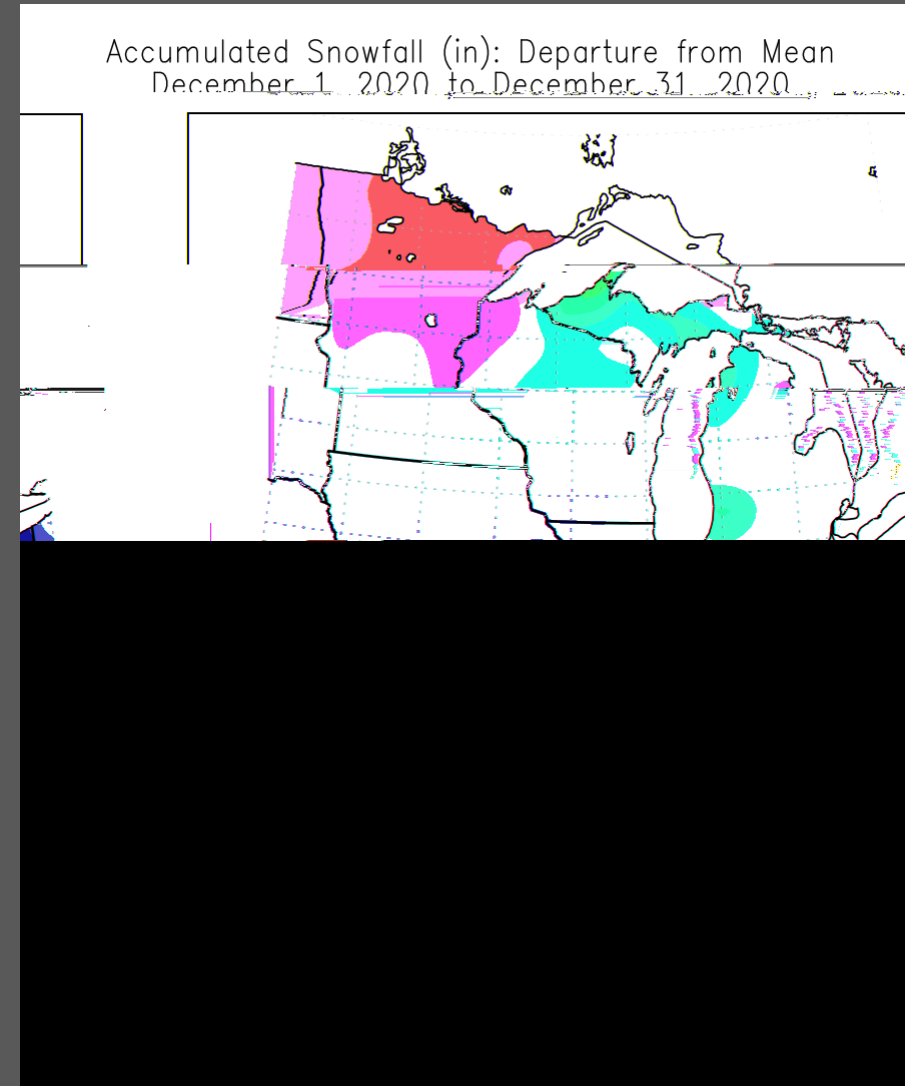 Accumulated Snowfall (in): Departure from Mean
December 1 2020 to December 31 2020